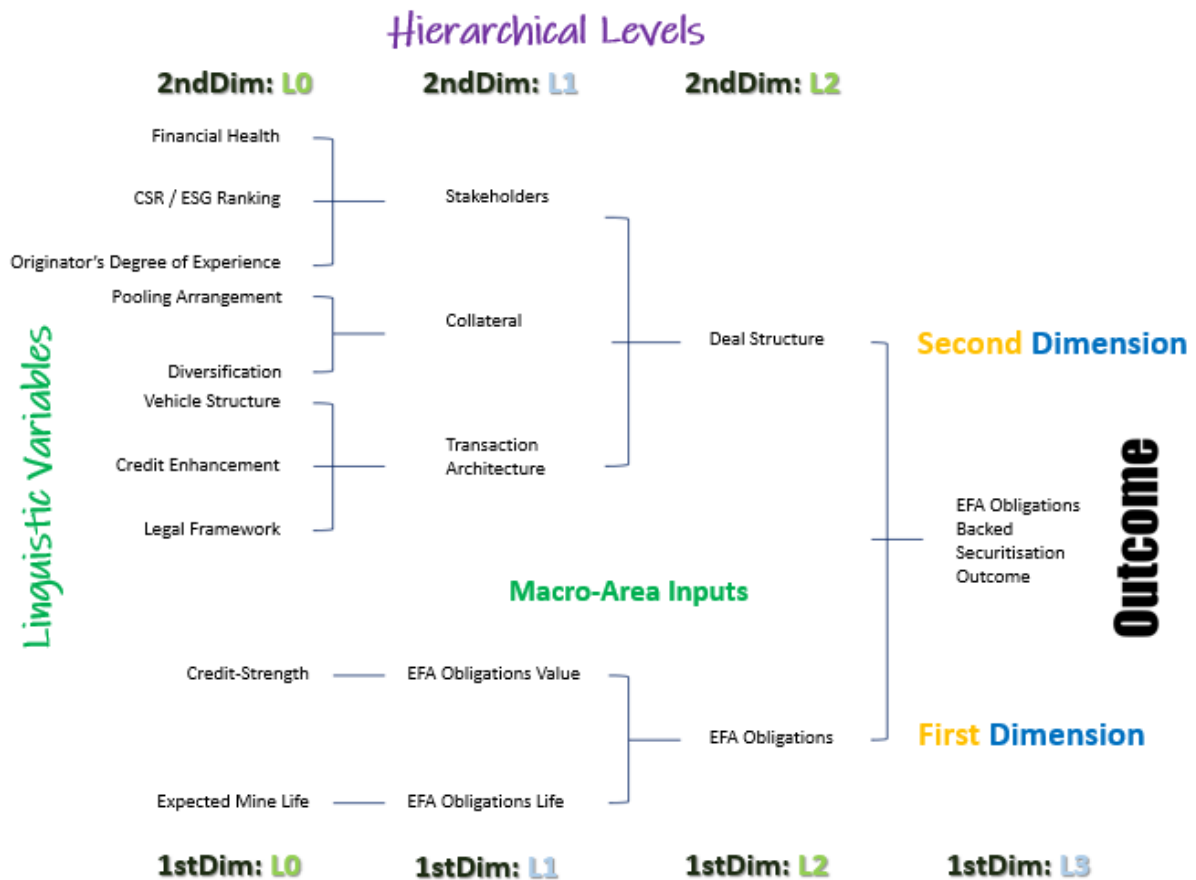 Hierarchical Levels
2ndDim: L0
2ndDim: L1
2ndDim: L2
Financial Health
CSR / ESG Ranking
Originator's Degree of Experience
Stakeholders
Pooling Arrangement
Diversification
Collateral
Vehicle Structure
Credit Enhancement
Legal Framework
Transaction
Architecture
Deal Structure
Second Dimension
Linguistic Variables
EFA Obligations
Backed
Securitisation
Outcome
Outcome
Macro-Area Inputs
Credit-Strength
EFA Obligations Value
Expected Mine Life
EFA Obligations Life
EFA Obligations
First Dimension
1stDim: L0
1stDim: L1
1stDim: L2
1stDim: L3